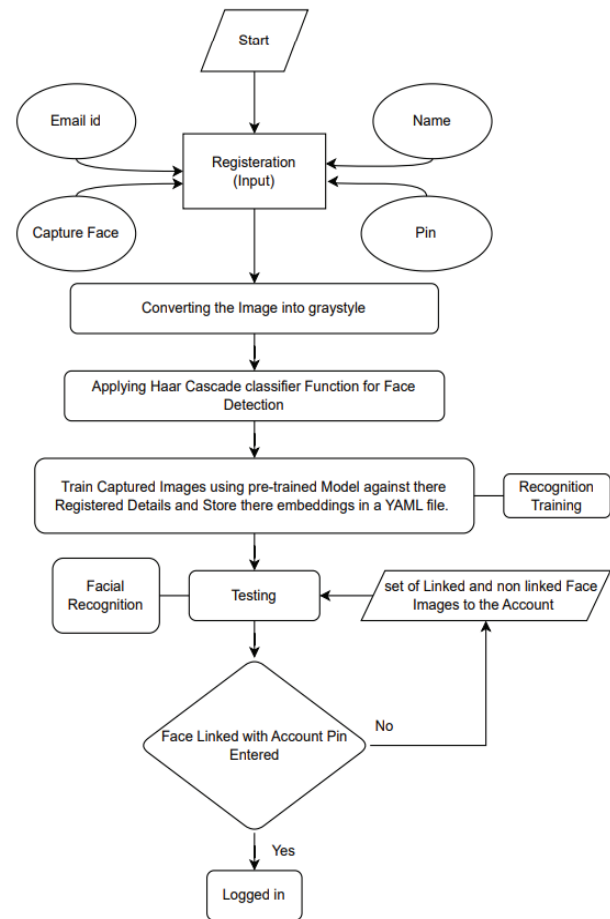 Start
Email id
Name
Registeration
(Input)
Capture Face
Pin
Converting the Image into graystyle
Applying Haar Cascade classifier Function for Face
Detection
Train Captured Images using pre-trained Model against there
Registered Details and Store there embeddings in a YAML file.
Recognition
Training
Facial
Recognition
Testing
set of Linked and non linked Face
Images to the Account
Face Linked with Account Pin
Entered
No
Yes
Logged in